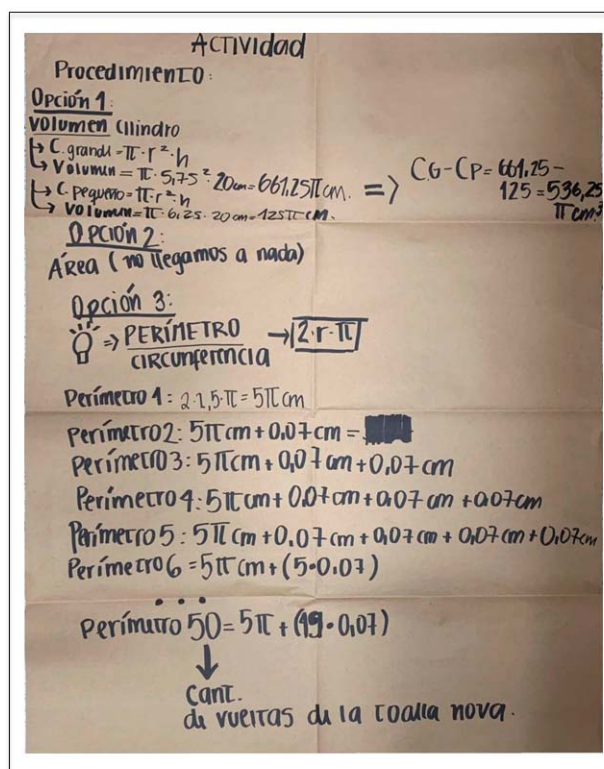 ACTIVIDAD
Procedimiento:
Opción 1:
Volumen Cilindro
↳ C. grande = π · r² · h
↳ Volumen = π · 5,75² · 20cm = 661,25π cm. => CG - CP = 661,25 -
125 = 536,25
π cm.³
↳ C. pequeño = π · r² · h
↳ Volumen = π · 6,25 · 20cm = 125π cm.
OPCIÓN 2:
ÁREA (no llegamos a nada)
Opción 3:
=> PERÍMETRO → 2 · r · π
CIRCUNFERENCIA
Perímetro 1: 2 · 2,5 · π = 5π cm
Perímetro 2: 5π cm + 0,07 cm =
Perímetro 3: 5π cm + 0,07 cm + 0,07 cm
Perímetro 4: 5π cm + 0,07 cm + 0,07 cm + 0,07 cm
Perímetro 5: 5π cm + 0,07 cm + 0,07 cm + 0,07 cm + 0,07 cm
Perímetro 6 = 5π cm + (5 · 0,07)
• • •
Perímetro 50 = 5π + (49 · 0,07)
↓
Cant.
de vueltas de la toalla nova.